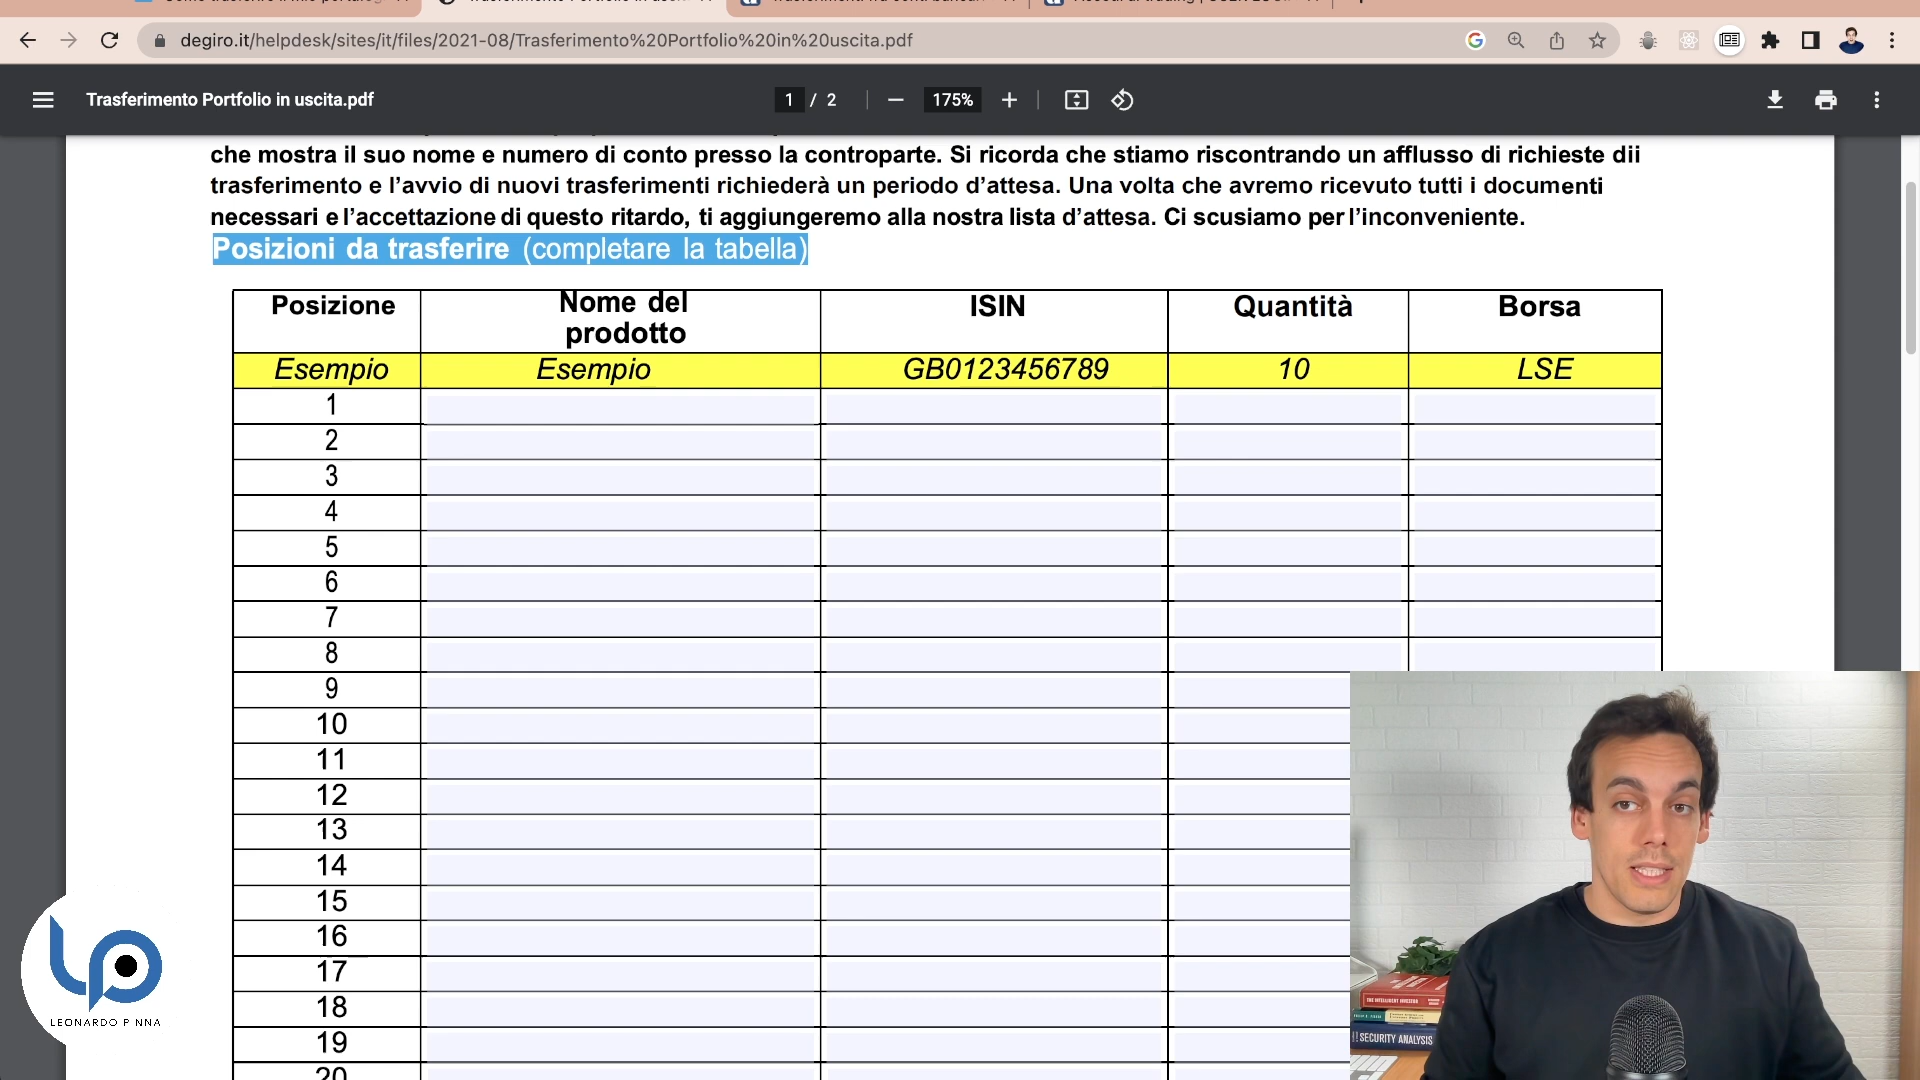 degiro.it/helpdesk/sites/it/files/2021-08/Trasferimento%20Portfolio%20in%20uscita.pdf
Trasferimento Portfolio in uscita.pdf
1 / 2
175%
che mostra il suo nome e numero di conto presso la controparte. Si ricorda che stiamo riscontrando un afflusso di richieste dii
trasferimento e l’avvio di nuovi trasferimenti richiederà un periodo d’attesa. Una volta che avremo ricevuto tutti i documenti
necessari e l’accettazione di questo ritardo, ti aggiungeremo alla nostra lista d’attesa. Ci scusiamo per l’inconveniente.
Posizioni da trasferire (completare la tabella)
Posizione Nome del prodotto ISIN Quantità Borsa
Esempio Esempio GB0123456789 10 LSE
1
2
3
4
5
6
7
8
9
10
11
12
13
14
15
16
17
18
19
20
LEONARDO P NNA
THE INTELLIGENT INVESTOR
SECURITY ANALYSIS